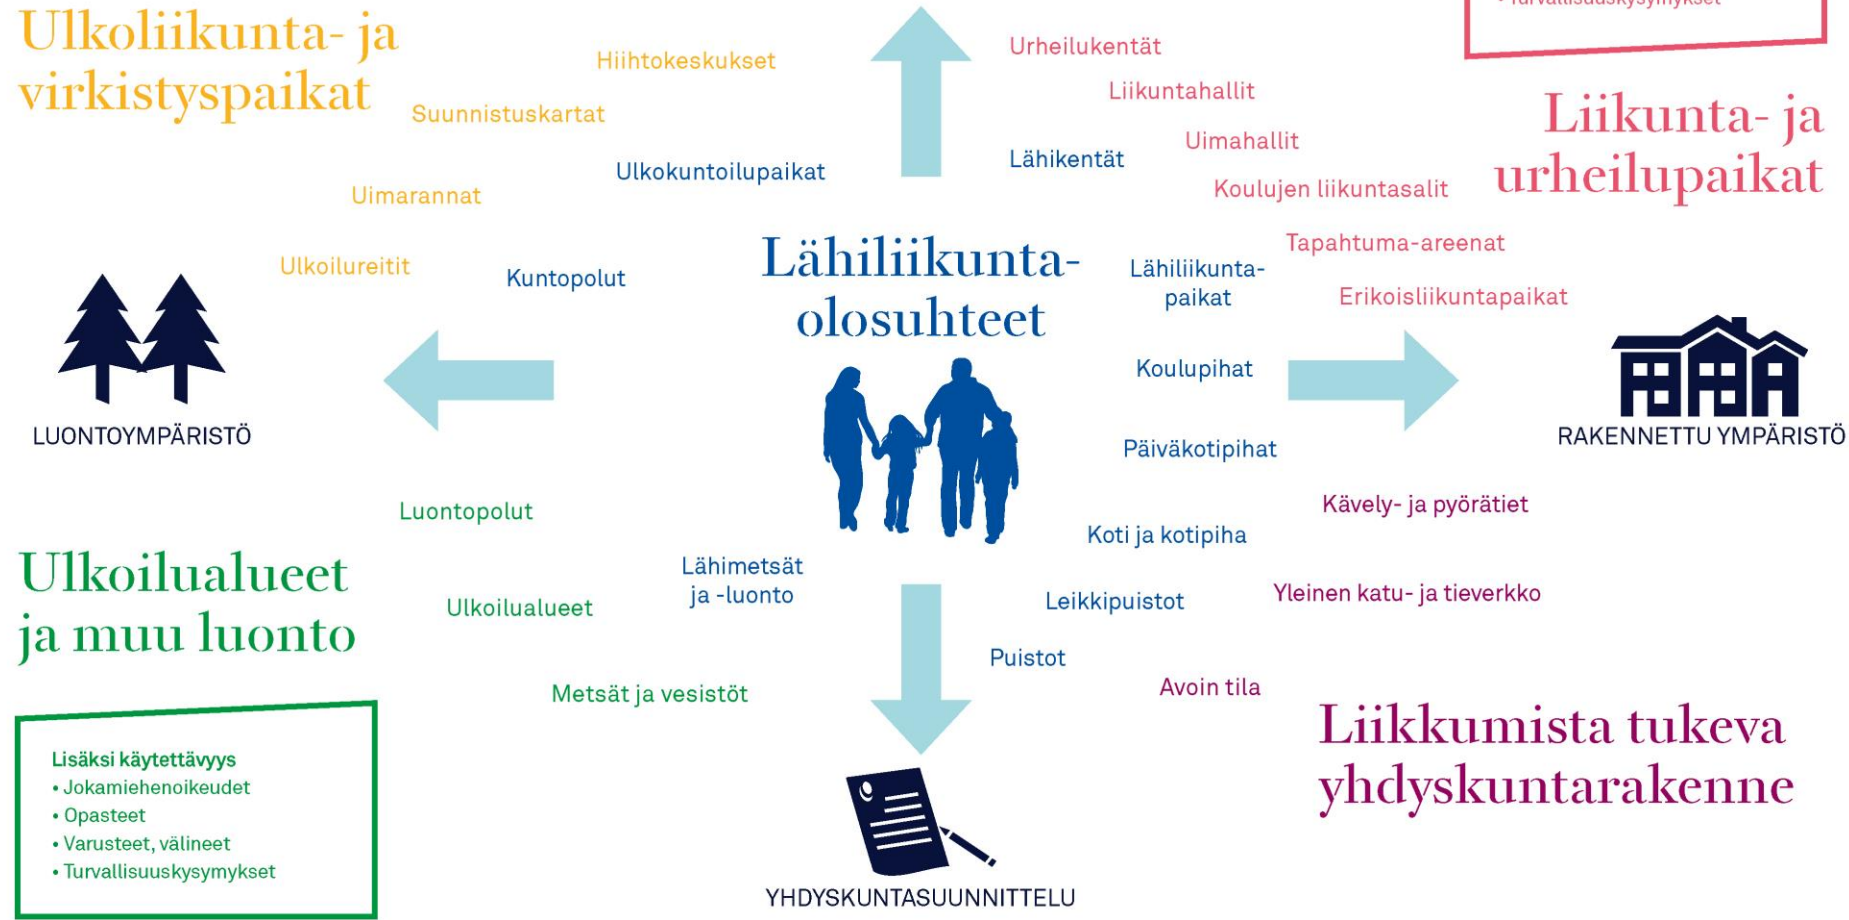 • Turvallisuuskysymykset
Ulkoliikunta- ja
virkistyspaikat
Hiihtokeskukset
Suunnistuskartat
Ulkokuntoilupaikat
Uimarannat
Ulkoilureitit
Kuntopolut
Urheilukentät
Liikuntahallit
Uimahallit
Lähikentät
Koulujen liikuntasalit
Tapahtuma-areenat
Erikoisliikuntapaikat
Liikunta- ja
urheilupaikat
Lähiliikunta-
olosuhteet
Lähiliikunta-
paikat
Koulupihat
Päiväkotipihat
Koti ja kotipiha
Leikkipuistot
Puistot
LUONTOYMPÄRISTÖ
RAKENNETTU YMPÄRISTÖ
Luontopolut
Ulkoilualueet
ja muu luonto
Ulkoilualueet
Lähimetsät
ja -luonto
Metsät ja vesistöt
Kävely- ja pyörätiet
Yleinen katu- ja tieverkko
Avoin tila
Liikkumista tukeva
yhdyskuntarakenne
Lisäksi käytettävyys
• Jokamiehenoikeudet
• Opasteet
• Varusteet, välineet
• Turvallisuuskysymykset
YHDYSKUNTASUUNNITTELU